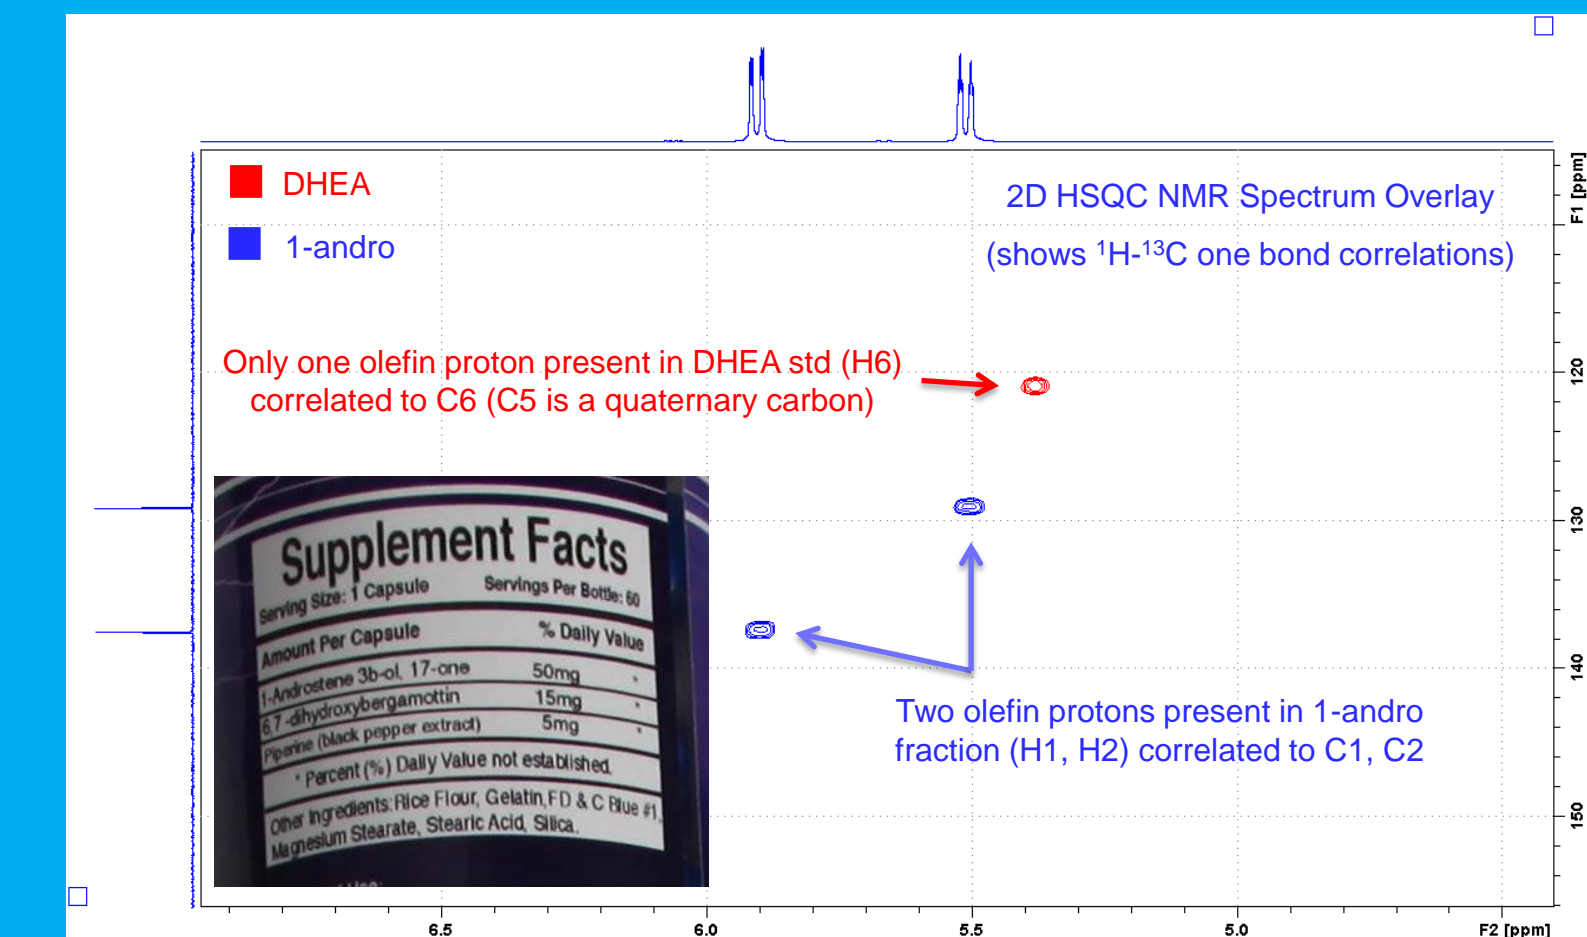 DHEA
1-andro
2D HSQC NMR Spectrum Overlay
(shows ¹H-¹³C one bond correlations)
F1 [ppm]
Only one olefin proton present in DHEA std (H6)
correlated to C6 (C5 is a quaternary carbon)
120
130
140
150
Supplement Facts
Serving Size: 1 Capsule Servings Per Bottle: 60
Amount Per Capsule % Daily Value
1-Androstene 3b-ol, 17-one 50mg *
6,7-dihydroxybergamottin 15mg *
Piperine (black pepper extract) 5mg *
* Percent (%) Daily Value not established.
Other Ingredients: Rice Flour, Gelatin, FD & C Blue #1,
Magnesium Stearate, Stearic Acid, Silica.
Two olefin protons present in 1-andro
fraction (H1, H2) correlated to C1, C2
6.5 6.0 5.5 5.0 F2 [ppm]